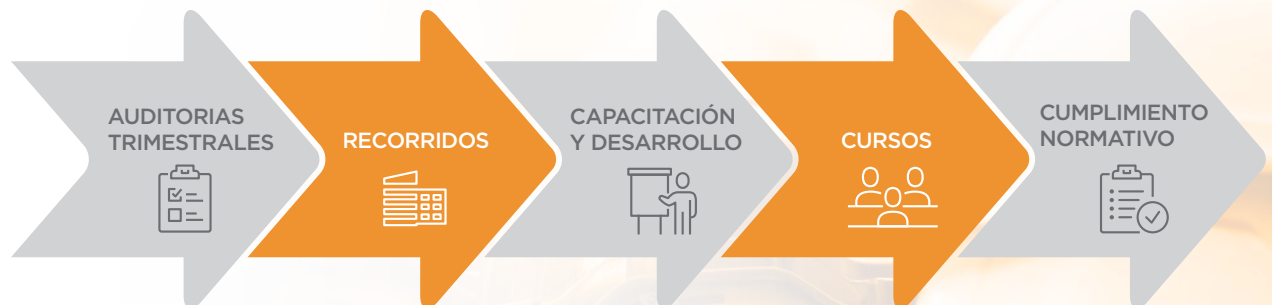 AUDITORIAS
TRIMESTRALES
RECORRIDOS
CAPACITACIÓN
Y DESARROLLO
CURSOS
CUMPLIMIENTO
NORMATIVO